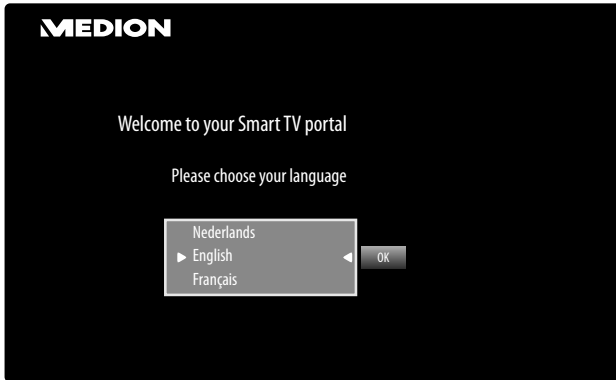 MEDION
Welcome to your Smart TV portal
Please choose your language
Nederlands
English
OK
Français